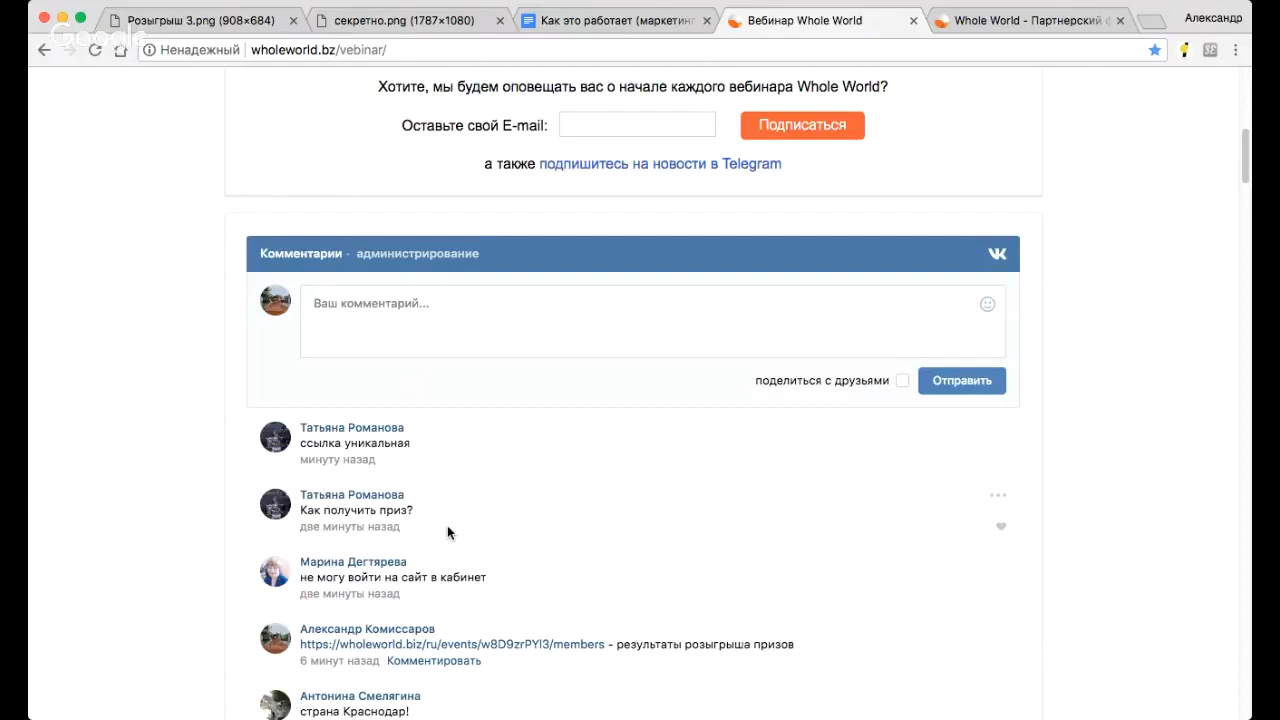 Розыгрыш 3.png (908×684)
секретно.png (1787×1080)
Как это работает (маркетинг
Вебинар Whole World
Whole World - Партнерский ф
Александр
Google
Ненадежный
wholeworld.bz/vebinar/
Хотите, мы будем оповещать вас о начале каждого вебинара Whole World?
Оставьте свой E-mail:
Подписаться
а также подпишитесь на новости в Telegram
Комментарии · администрирование
Ваш комментарий...
поделиться с друзьями
Отправить
Татьяна Романова
ссылка уникальная
минуту назад
Татьяна Романова
Как получить приз?
две минуты назад
Марина Дегтярева
не могу войти на сайт в кабинет
две минуты назад
Александр Комиссаров
https://wholeworld.biz/ru/events/w8D9zrPYl3/members - результаты розыгрыша призов
6 минут назад Комментировать
Антонина Смелягина
страна Краснодар!